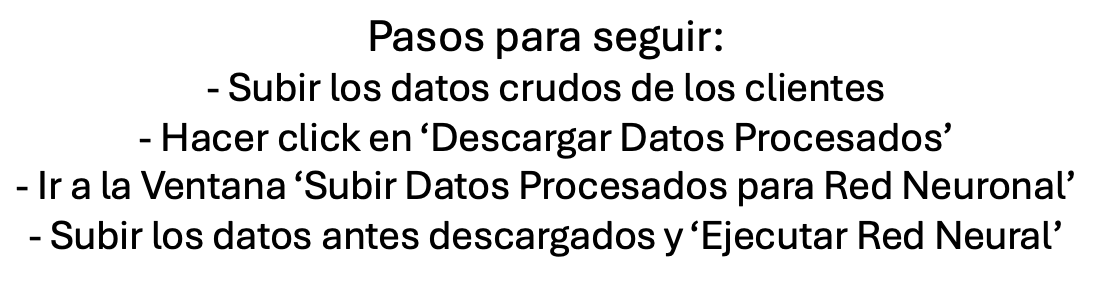 Pasos para seguir:
- Subir los datos crudos de los clientes
- Hacer click en ‘Descargar Datos Procesados’
- Ir a la Ventana ‘Subir Datos Procesados para Red Neuronal’
- Subir los datos antes descargados y ‘Ejecutar Red Neural’